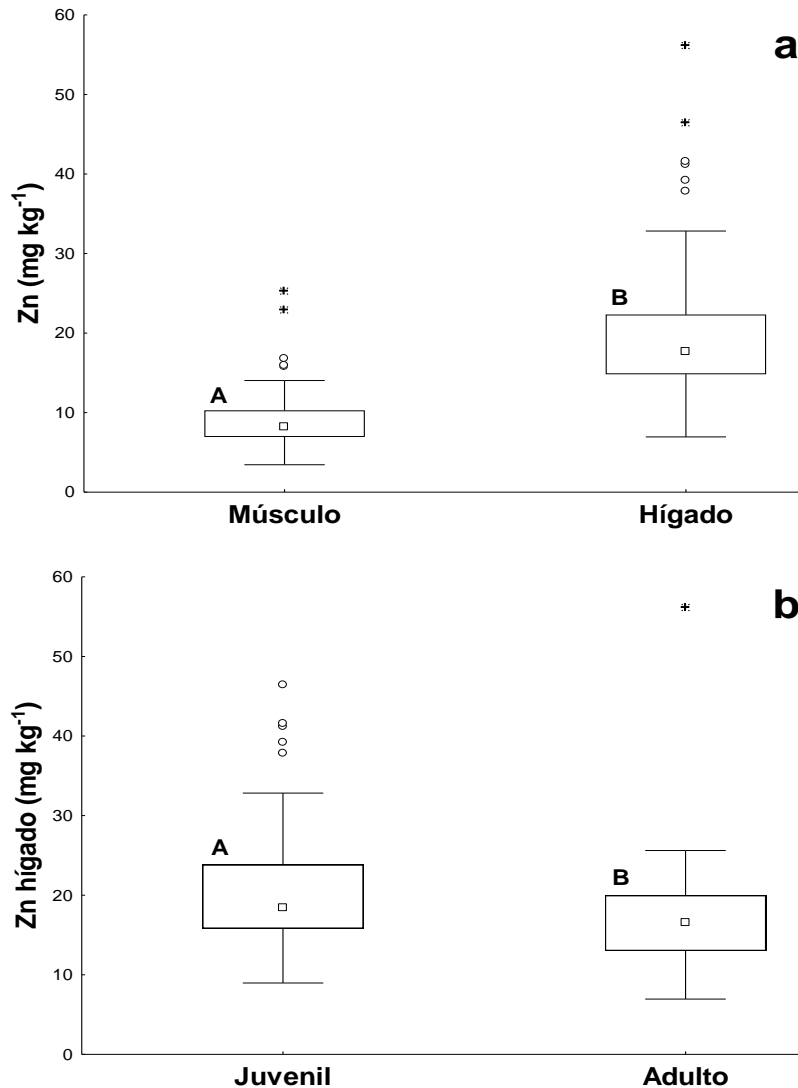 a
60
50
40
30
20
10
0
Zn (mg kg⁻¹)
A
B
Músculo Hígado
b
60
50
40
30
20
10
0
Zn hígado (mg kg⁻¹)
A
B
Juvenil Adulto